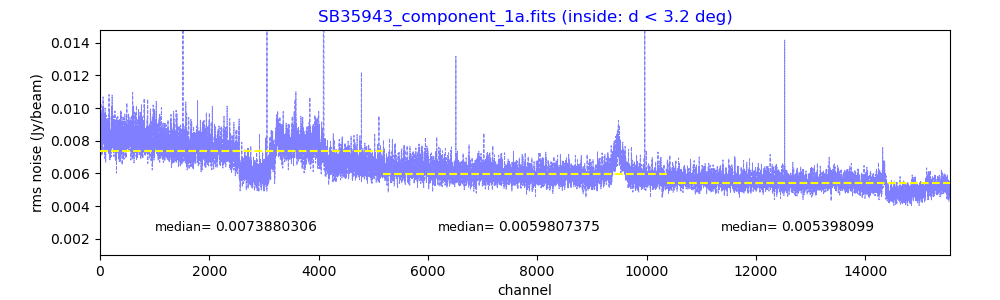 SB35943_component_1a.fits (inside: d < 3.2 deg)
rms noise (Jy/beam)
0.014
0.012
0.010
0.008
0.006
0.004
0.002
median= 0.0073880306 median= 0.0059807375 median= 0.005398099
0 2000 4000 6000 8000 10000 12000 14000
channel